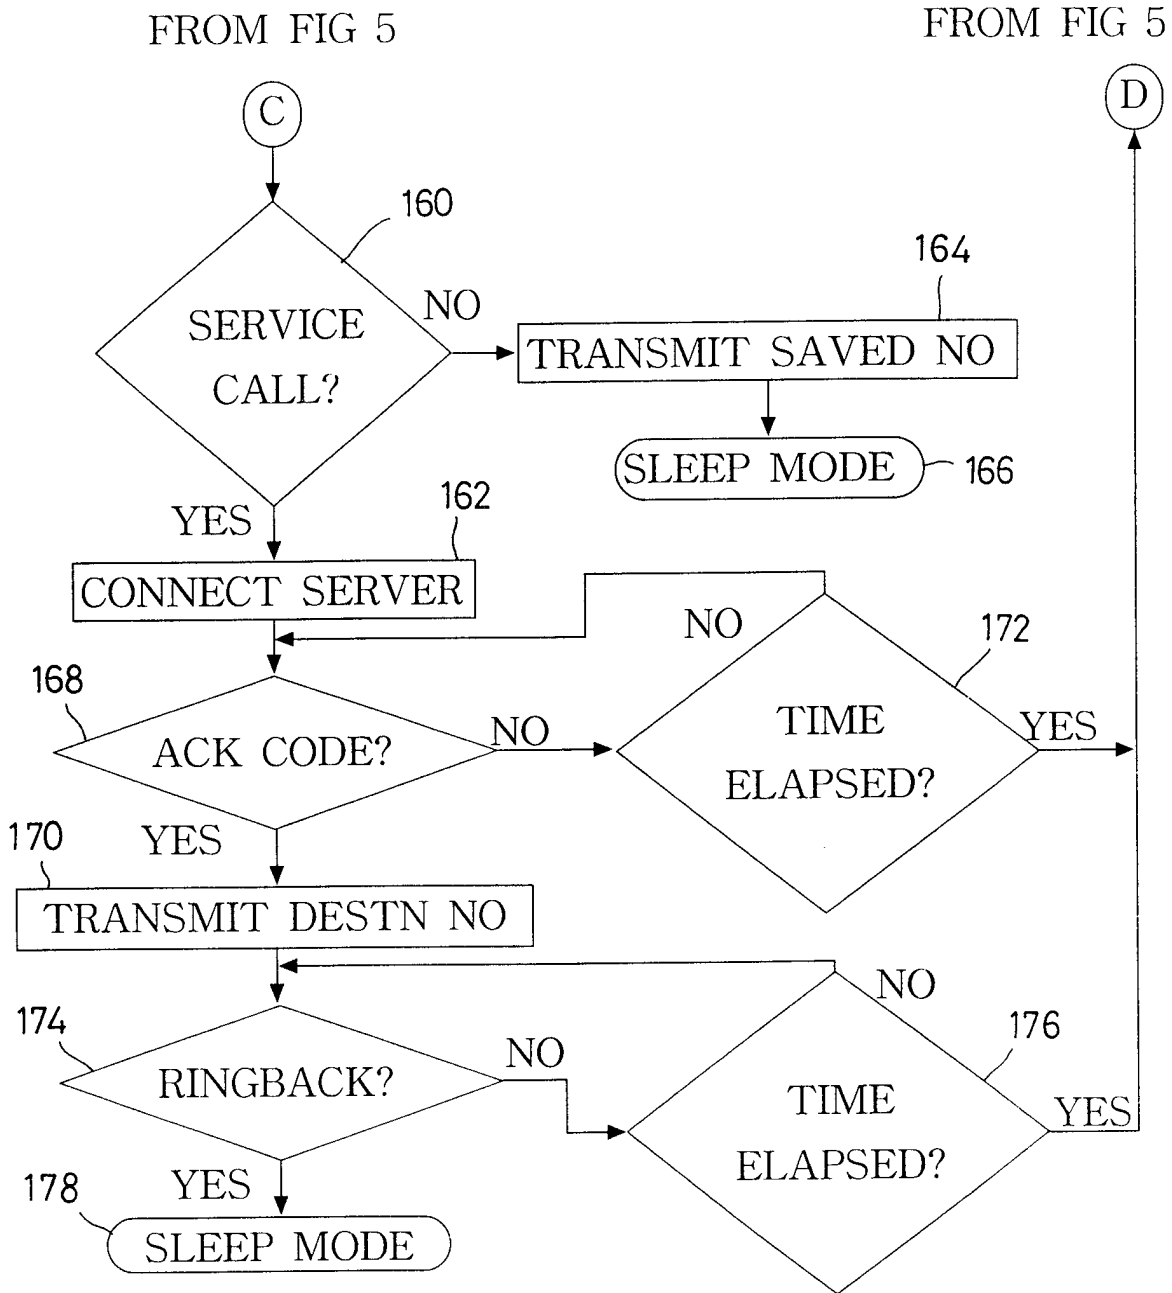 FROM FIG 5
FROM FIG 5
C
D
160
SERVICE
CALL?
NO
164
TRANSMIT SAVED NO
SLEEP MODE
166
YES
162
CONNECT SERVER
NO
172
168
ACK CODE?
NO
TIME
ELAPSED?
YES
YES
170
TRANSMIT DESTN NO
NO
174
RINGBACK?
NO
176
TIME
ELAPSED?
YES
YES
178
SLEEP MODE